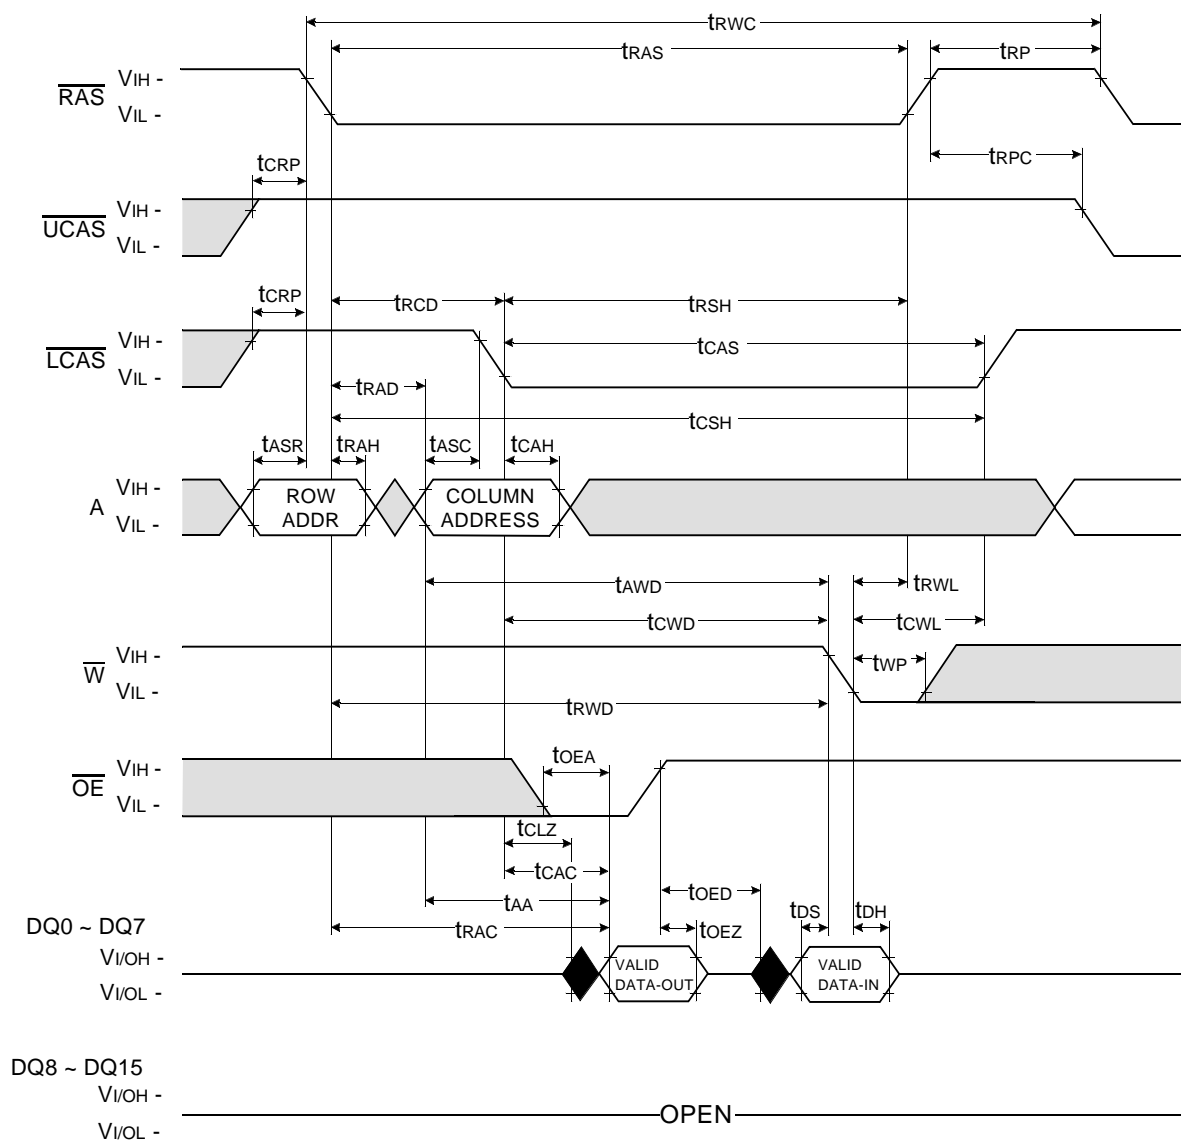 tRWC
tRAS
tRP
RAS
VIH -
VIL -
tCRP
tRPC
UCAS
VIH -
VIL -
tCRP
tRCD
tRSH
LCAS
VIH -
VIL -
tCAS
tRAD
tCSH
tASR
tRAH
tASC
tCAH
A
VIH -
VIL -
ROW
ADDR
COLUMN
ADDRESS
tAWD
tRWL
tCWD
tCWL
W
VIH -
VIL -
tWP
tRWD
OE
VIH -
VIL -
tOEA
tCLZ
tCAC
tAA
tOED
tRAC
tOEZ
tDS
tDH
DQ0 ~ DQ7
VI/OH -
VI/OL -
VALID
DATA-OUT
VALID
DATA-IN
DQ8 ~ DQ15
VI/OH -
VI/OL -
OPEN